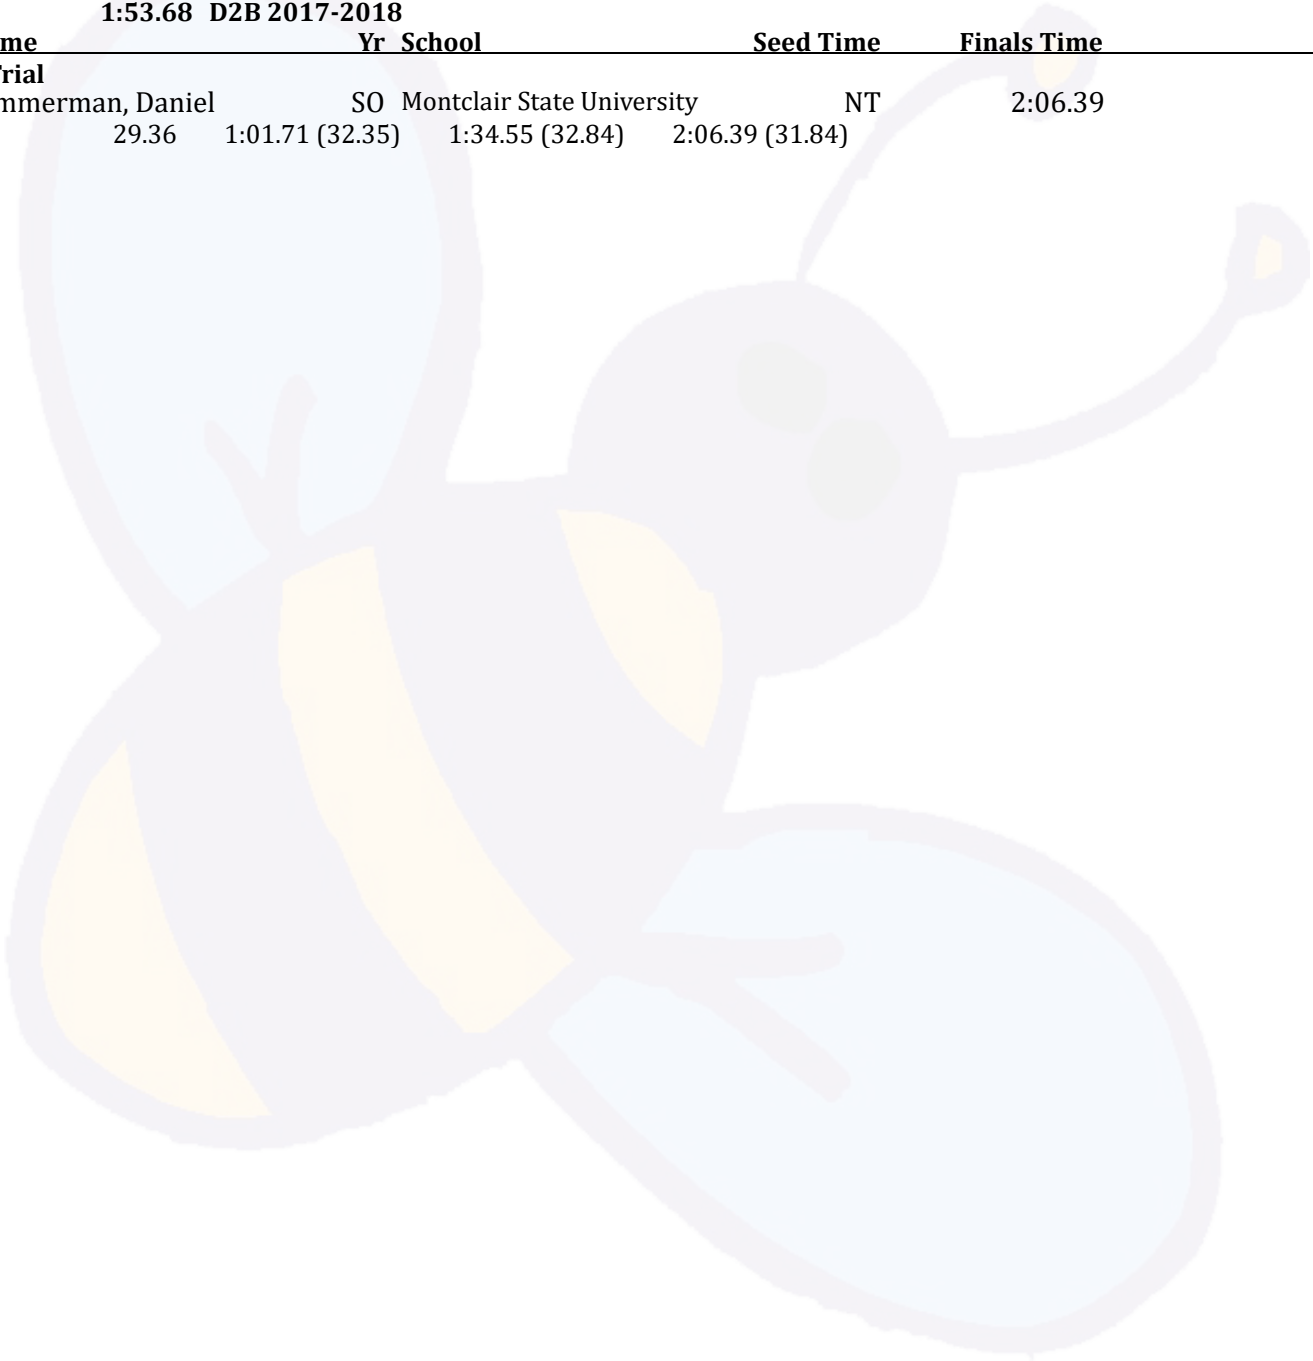 1:53.68 D2B 2017-2018
me Yr School Seed Time Finals Time
Trial
mmerman, Daniel SO Montclair State University NT 2:06.39
29.36 1:01.71 (32.35) 1:34.55 (32.84) 2:06.39 (31.84)